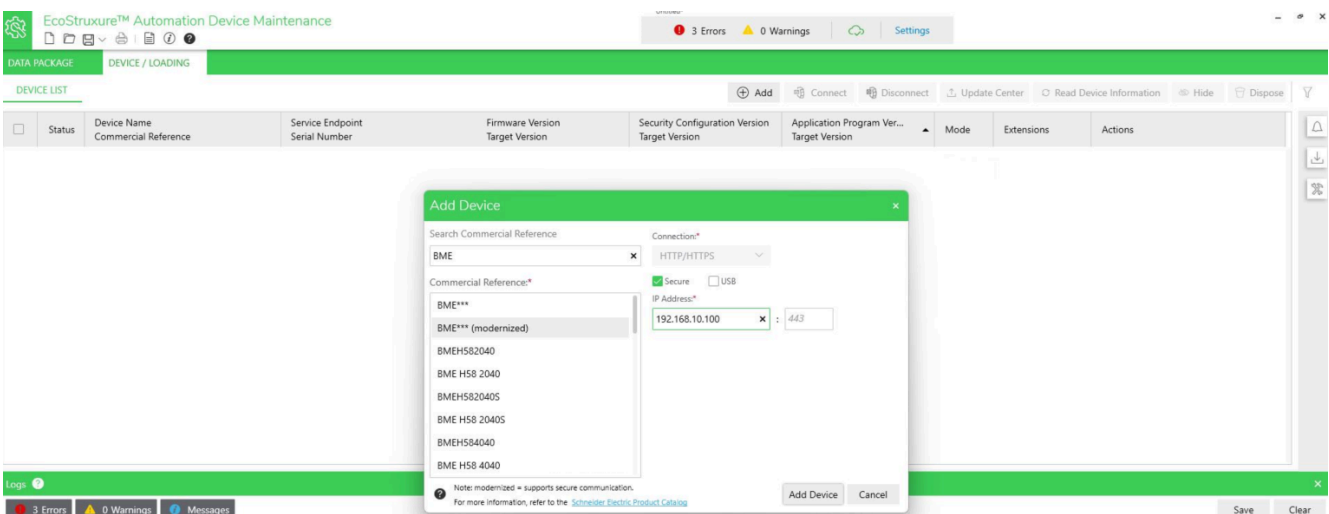 Untitled*
EcoStruxure™ Automation Device Maintenance
3 Errors 0 Warnings Settings
DATA PACKAGE DEVICE / LOADING
DEVICE LIST
Add Connect Disconnect Update Center Read Device Information Hide Dispose
Status Device Name Service Endpoint Firmware Version Security Configuration Version Application Program Ver... Mode Extensions Actions
Commercial Reference Serial Number Target Version Target Version Target Version
Add Device
Search Commercial Reference Connection:*
BME HTTP/HTTPS
Commercial Reference:* Secure USB
BME*** IP Address:*
BME*** (modernized) 192.168.10.100 : 443
BMEH582040
BME H58 2040
BMEH582040S
BME H58 2040S
BMEH584040
BME H58 4040
Note: modernized = supports secure communication.
For more information, refer to the Schneider Electric Product Catalog
Add Device Cancel
Logs
3 Errors 0 Warnings Messages Save Clear